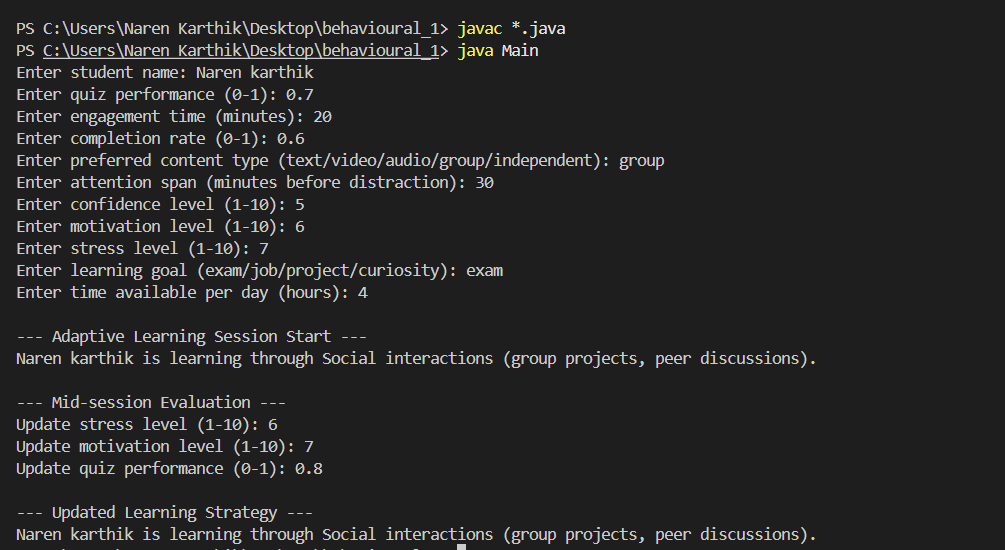 PS C:\Users\Naren Karthik\Desktop\behavioural_1> javac *.java
PS C:\Users\Naren Karthik\Desktop\behavioural_1> java Main
Enter student name: Naren karthik
Enter quiz performance (0-1): 0.7
Enter engagement time (minutes): 20
Enter completion rate (0-1): 0.6
Enter preferred content type (text/video/audio/group/independent): group
Enter attention span (minutes before distraction): 30
Enter confidence level (1-10): 5
Enter motivation level (1-10): 6
Enter stress level (1-10): 7
Enter learning goal (exam/job/project/curiosity): exam
Enter time available per day (hours): 4
--- Adaptive Learning Session Start ---
Naren karthik is learning through Social interactions (group projects, peer discussions).
--- Mid-session Evaluation ---
Update stress level (1-10): 6
Update motivation level (1-10): 7
Update quiz performance (0-1): 0.8
--- Updated Learning Strategy ---
Naren karthik is learning through Social interactions (group projects, peer discussions).